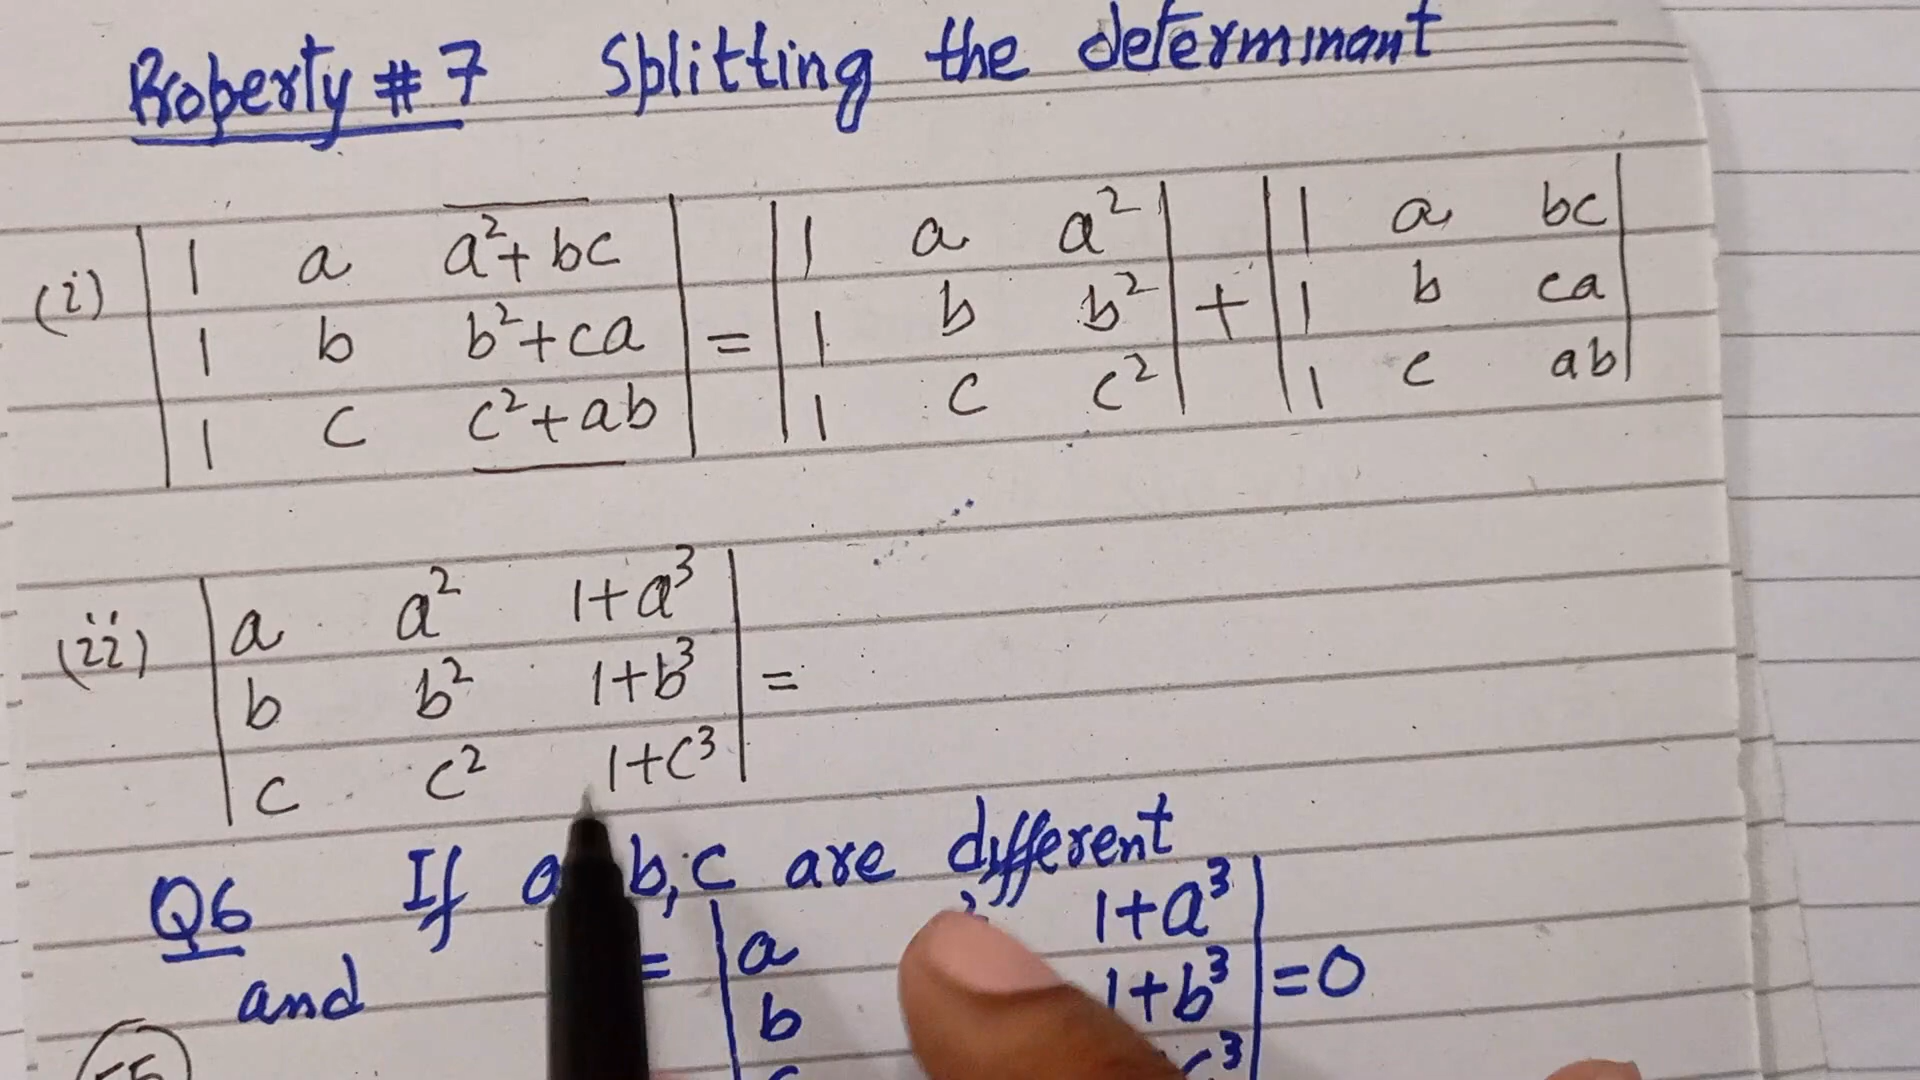 Property # 7 Splitting the determinant
(i) | 1 a a²+bc | = | 1 a a² | + | 1 a bc |
| 1 b b²+ca | | 1 b b² | | 1 b ca |
| 1 c c²+ab | | 1 c c² | | 1 c ab |
(ii) | a a² 1+a³ |
| b b² 1+b³ | =
| c c² 1+c³ |
Q6 If a b,c are different
and = | a 1+a³ |
| b 1+b³ | =0
c³ |